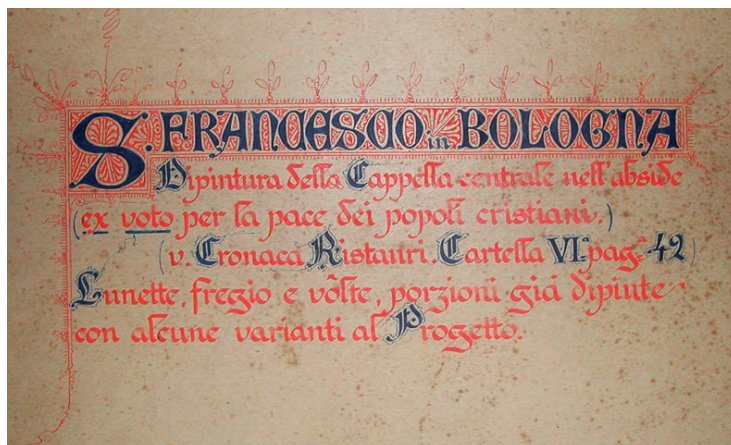 S. FRANCESCO in BOLOGNA
Dipintura della Cappella centrale nell'abside
(ex voto per la pace dei popoli cristiani.)
(v. Cronaca Ristauri. Cartella VI.ª pag.ª 42)
Lunette, fregio e vôlte, porzioni già dipinte
con alcune varianti al Progetto.